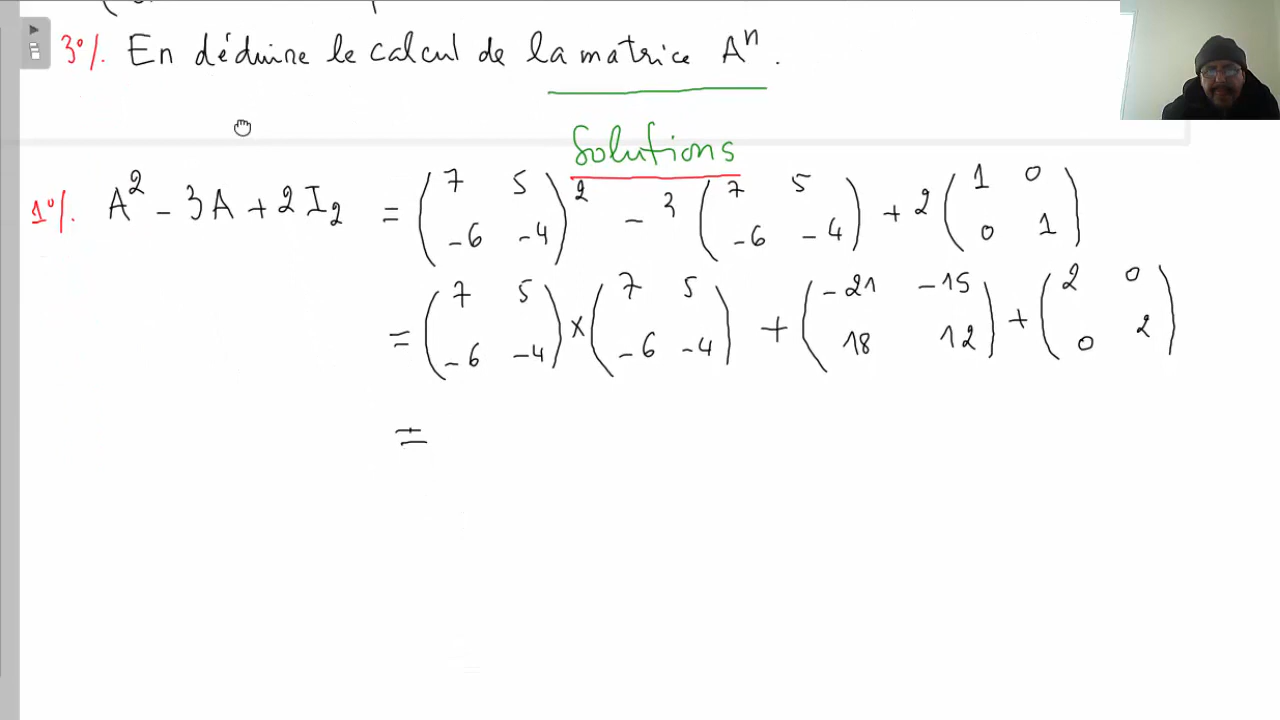 3°/. En déduire le calcul de la matrice Aⁿ.
Solutions
1°/. A² - 3A + 2I₂ = (7 5 ; -6 -4)² - 3 (7 5 ; -6 -4) + 2 (1 0 ; 0 1)
= (7 5 ; -6 -4) × (7 5 ; -6 -4) + (-21 -15 ; 18 12) + (2 0 ; 0 2)
=